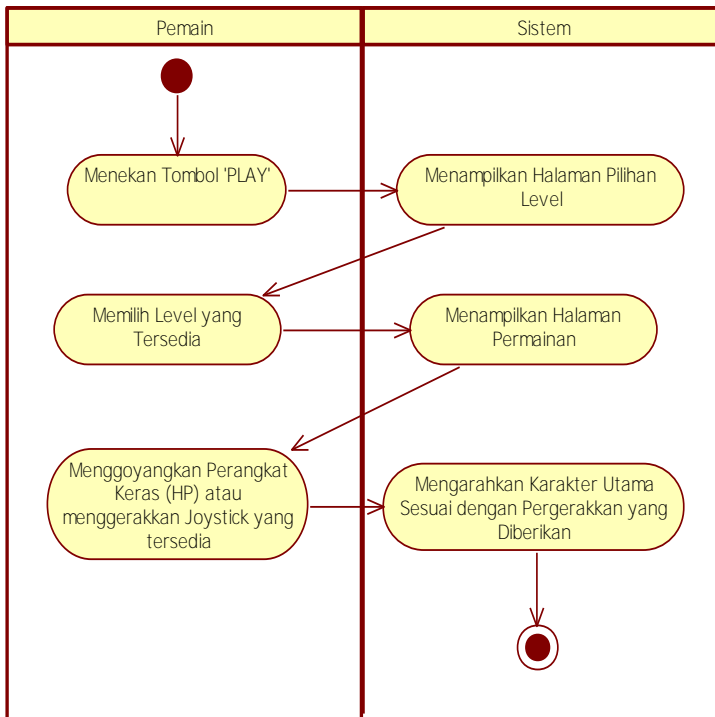 Pemain
Sistem
Menekan Tombol 'PLAY'
Menampilkan Halaman Pilihan
Level
Memilih Level yang
Tersedia
Menampilkan Halaman
Permainan
Menggoyangkan Perangkat
Keras (HP) atau
menggerakkan Joystick yang
tersedia
Mengarahkan Karakter Utama
Sesuai dengan Pergerakkan yang
Diberikan